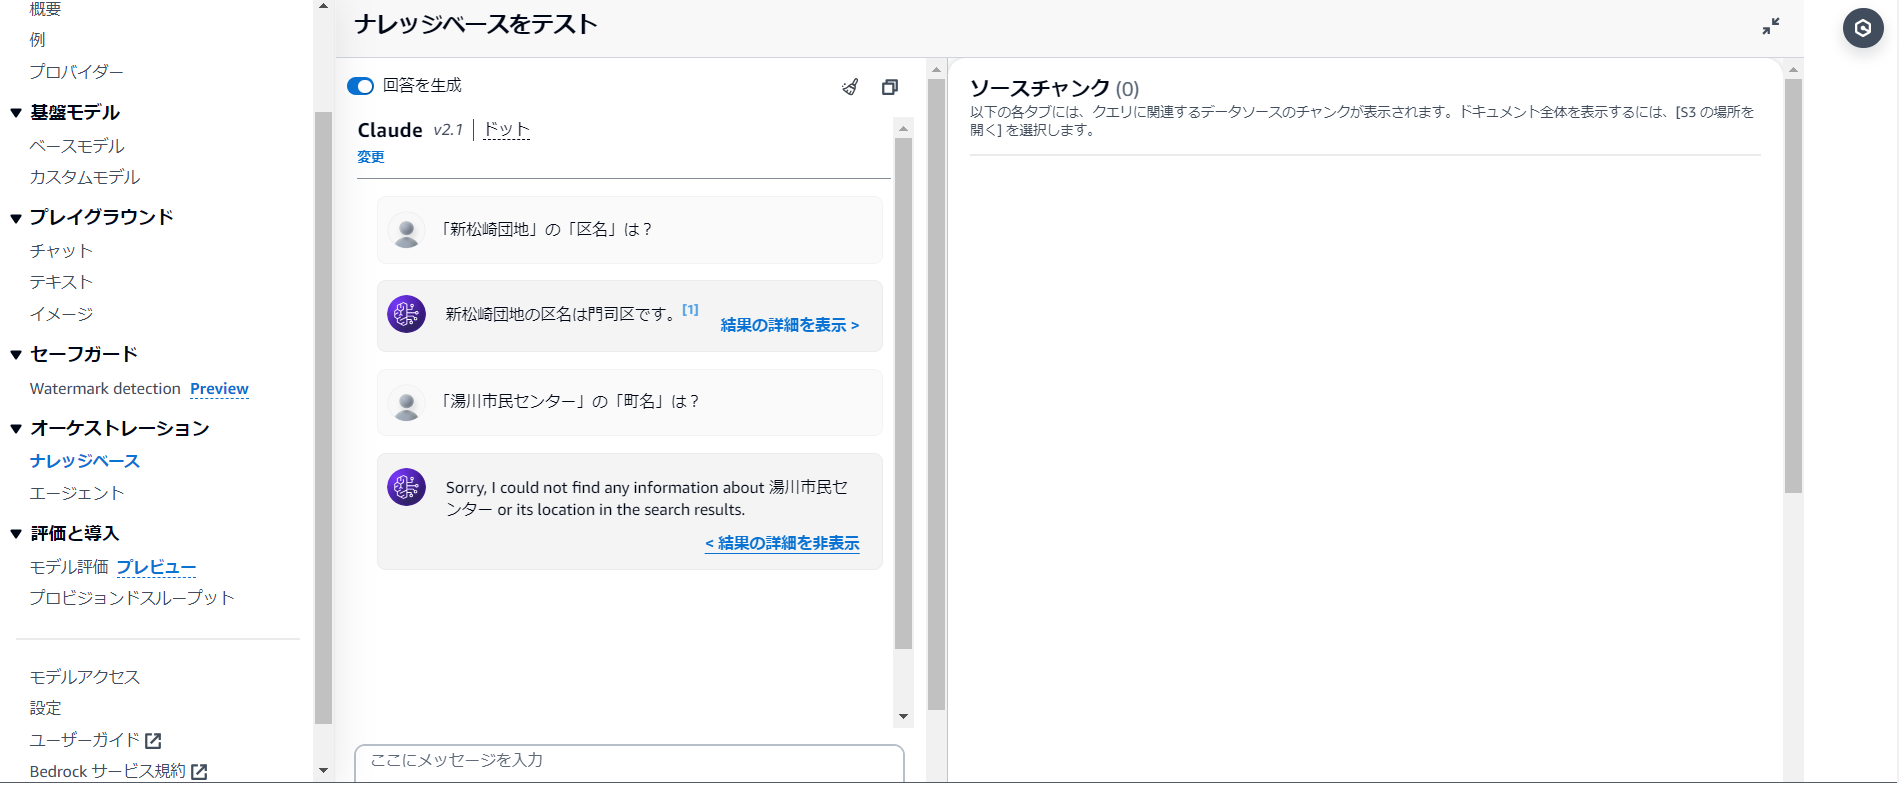 概要
例
プロバイダー
基盤モデル
ベースモデル
カスタムモデル
プレイグラウンド
チャット
テキスト
イメージ
セーフガード
Watermark detection Preview
オーケストレーション
ナレッジベース
エージェント
評価と導入
モデル評価 プレビュー
プロビジョンドスループット
モデルアクセス
設定
ユーザーガイド
Bedrock サービス規約
ナレッジベースをテスト
回答を生成
Claude v2.1 | ドット
変更
「新松崎団地」の「区名」は？
新松崎団地の区名は門司区です。[1]
結果の詳細を表示 >
「湯川市民センター」の「町名」は？
Sorry, I could not find any information about 湯川市民セ
ンター or its location in the search results.
< 結果の詳細を非表示
ここにメッセージを入力
ソースチャンク (0)
以下の各タブには、クエリに関連するデータソースのチャンクが表示されます。ドキュメント全体を表示するには、[S3 の場所を
開く] を選択します。